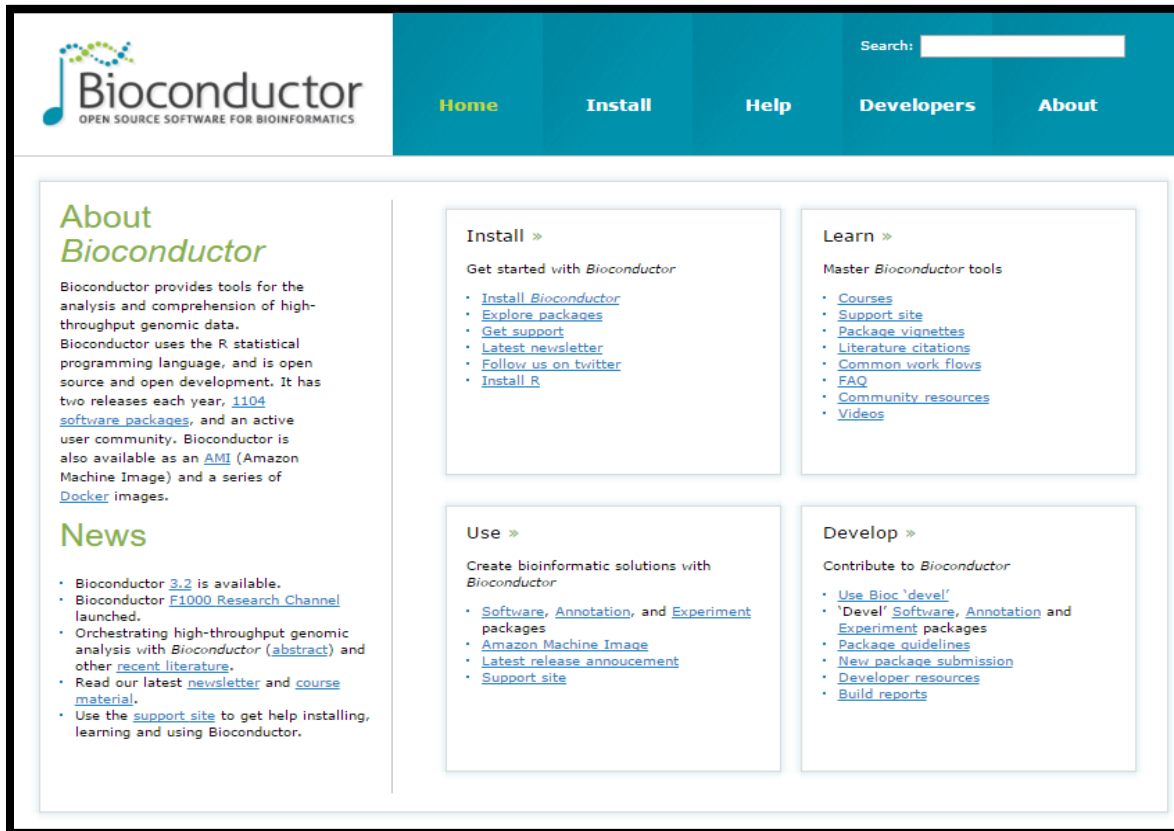 Bioconductor
OPEN SOURCE SOFTWARE FOR BIOINFORMATICS
Search:
Home Install Help Developers About
About
Bioconductor
Bioconductor provides tools for the
analysis and comprehension of high-
throughput genomic data.
Bioconductor uses the R statistical
programming language, and is open
source and open development. It has
two releases each year, 1104
software packages, and an active
user community. Bioconductor is
also available as an AMI (Amazon
Machine Image) and a series of
Docker images.
News
· Bioconductor 3.2 is available.
· Bioconductor F1000 Research Channel
launched.
· Orchestrating high-throughput genomic
analysis with Bioconductor (abstract) and
other recent literature.
· Read our latest newsletter and course
material.
· Use the support site to get help installing,
learning and using Bioconductor.
Install »
Get started with Bioconductor
· Install Bioconductor
· Explore packages
· Get support
· Latest newsletter
· Follow us on twitter
· Install R
Learn »
Master Bioconductor tools
· Courses
· Support site
· Package vignettes
· Literature citations
· Common work flows
· FAQ
· Community resources
· Videos
Use »
Create bioinformatic solutions with
Bioconductor
· Software, Annotation, and Experiment
packages
· Amazon Machine Image
· Latest release annoucement
· Support site
Develop »
Contribute to Bioconductor
· Use Bioc 'devel'
· 'Devel' Software, Annotation and
Experiment packages
· Package guidelines
· New package submission
· Developer resources
· Build reports